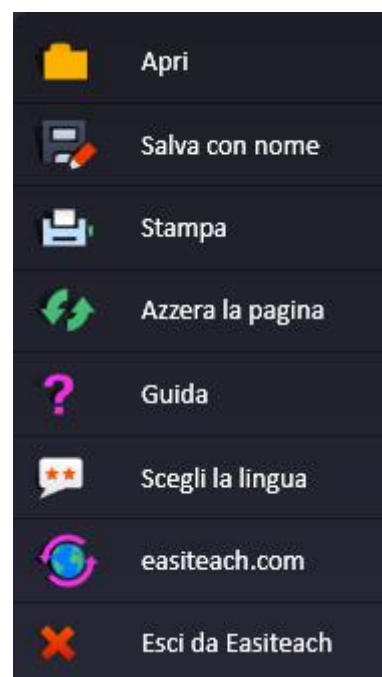 Apri
Salva con nome
Stampa
Azzera la pagina
Guida
Scegli la lingua
easiteach.com
Esci da Easiteach